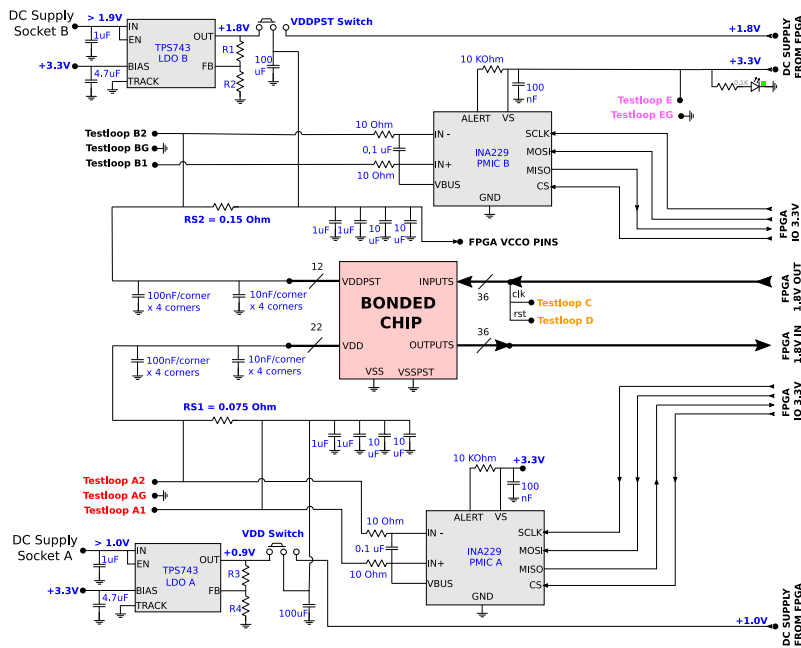 DC Supply
Socket B
> 1.9V
IN
EN
1uF
+3.3V
BIAS
TRACK
4.7uF
TPS743
LDO B
OUT
FB
+1.8V
R1
R2
VDDPST Switch
100
uF
+1.8V
+3.3V
DC SUPPLY
FROM FPGA
10 KOhm
100
nF
0.1K
Testloop E
Testloop EG
ALERT
VS
Testloop B2
Testloop BG
Testloop B1
10 Ohm
0,1 uF
10 Ohm
IN -
IN+
VBUS
INA229
PMIC B
GND
SCLK
MOSI
MISO
CS
FPGA
IO 3.3V
RS2 = 0.15 Ohm
1uF
1uF
10
uF
10
uF
FPGA VCCO PINS
100nF/corner
x 4 corners
10nF/corner
x 4 corners
12
VDDPST
INPUTS
BONDED
CHIP
36
clk
rst
Testloop C
Testloop D
FPGA
1.8V OUT
22
VDD
OUTPUTS
VSS
VSSPST
36
FPGA
1.8V IN
100nF/corner
x 4 corners
10nF/corner
x 4 corners
RS1 = 0.075 Ohm
1uF
1uF
10
uF
10
uF
FPGA
IO 3.3V
10 KOhm
+3.3V
100
nF
Testloop A2
Testloop AG
Testloop A1
ALERT
VS
10 Ohm
0.1 uF
10 Ohm
IN -
IN+
VBUS
INA229
PMIC A
GND
SCLK
MOSI
MISO
CS
DC Supply
Socket A
> 1.0V
IN
EN
1uF
+3.3V
BIAS
TRACK
4.7uF
TPS743
LDO A
OUT
FB
+0.9V
R3
R4
VDD Switch
100uF
+1.0V
DC SUPPLY
FROM FPGA